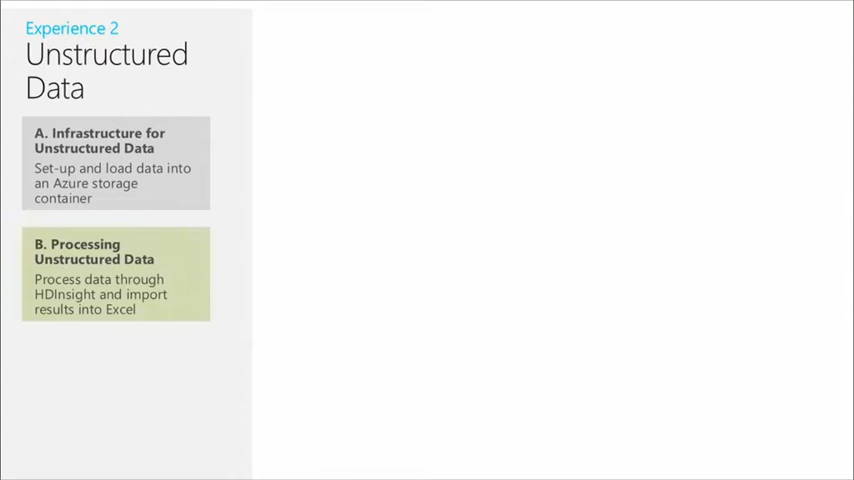 Experience 2
Unstructured
Data
A. Infrastructure for
Unstructured Data
Set-up and load data into
an Azure storage
container
B. Processing
Unstructured Data
Process data through
HDInsight and import
results into Excel